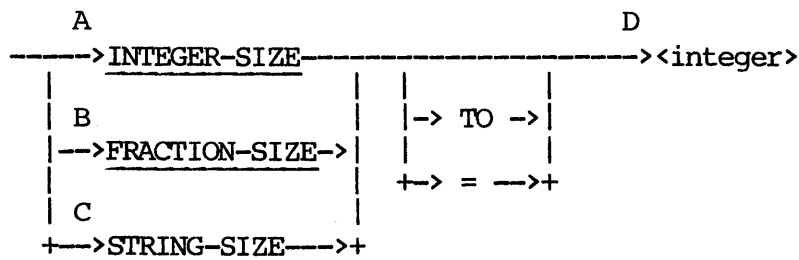 A D
---->INTEGER-SIZE----------------------><integer>
| | | |
| B | |-> TO ->|
|-->FRACTION-SIZE->| | |
| | +-> = -->+
| C |
+-->STRING-SIZE--->+